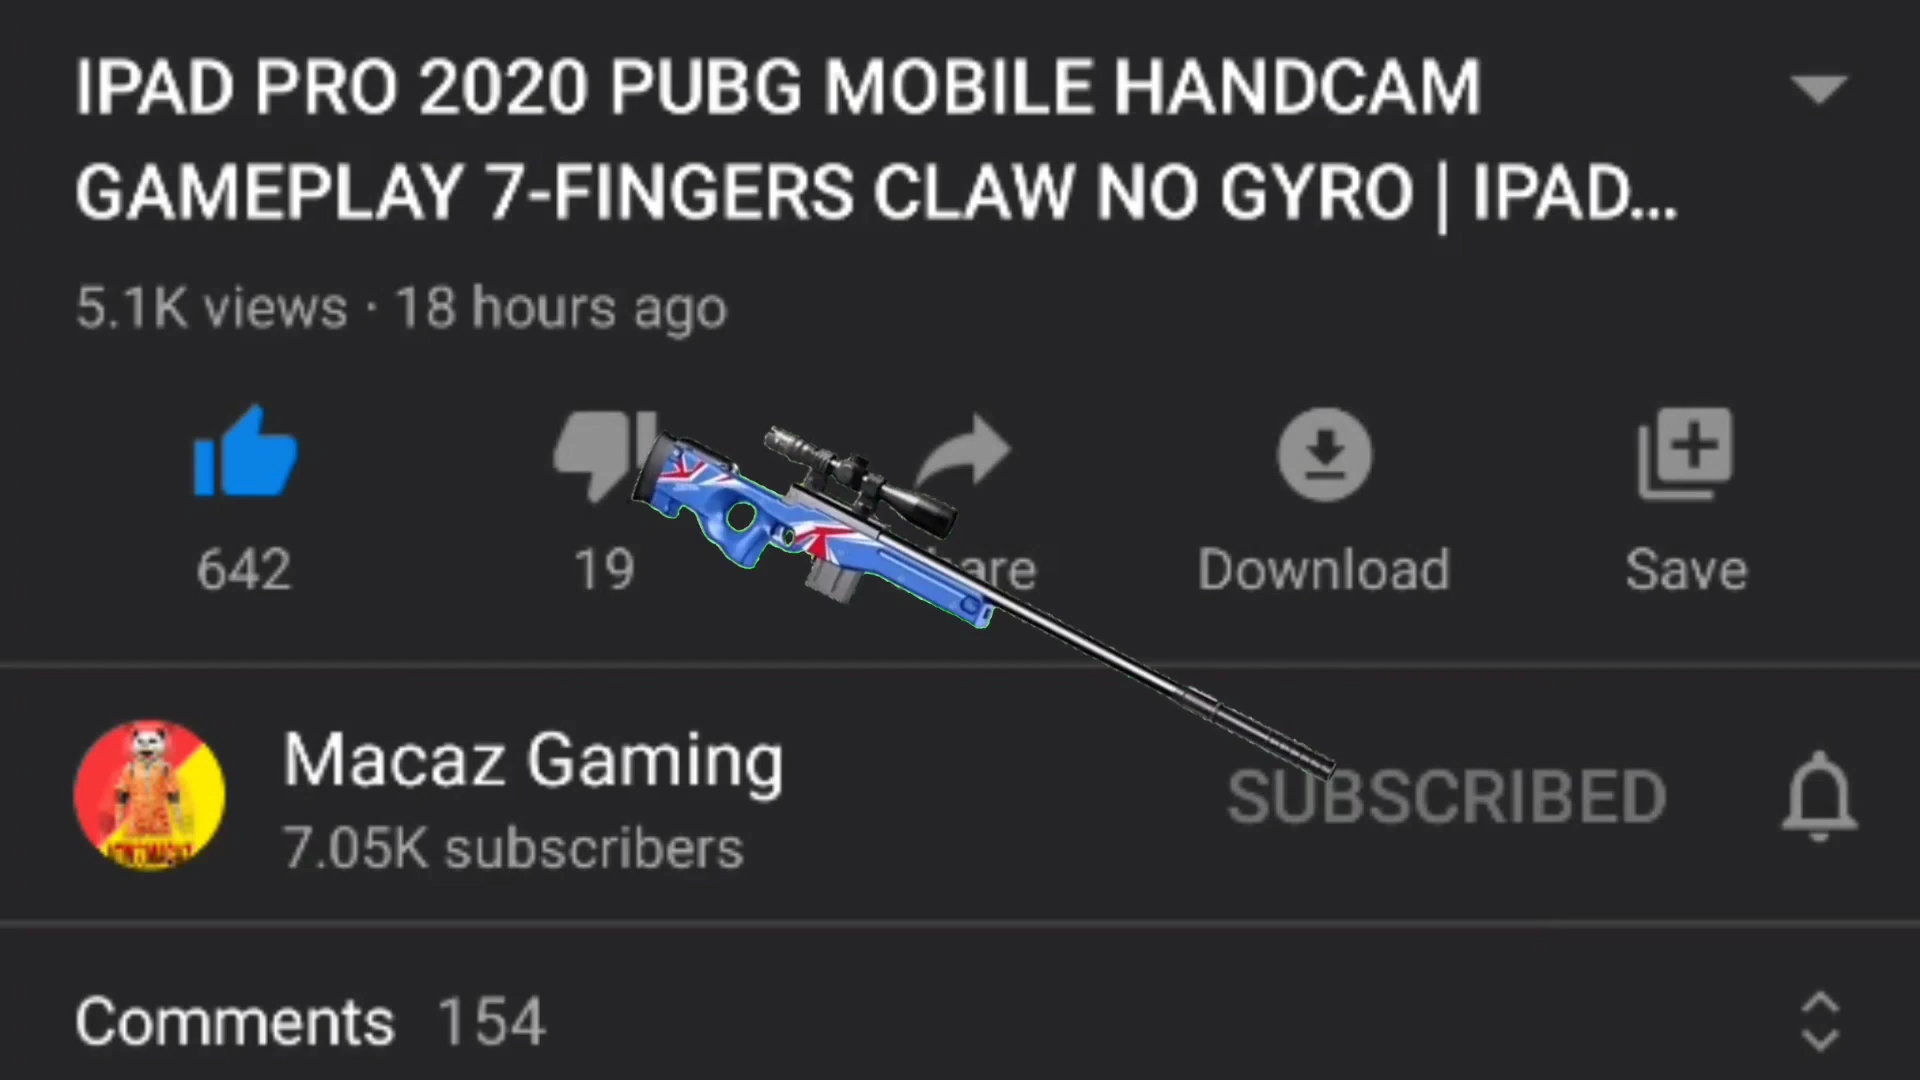 IPAD PRO 2020 PUBG MOBILE HANDCAM
GAMEPLAY 7-FINGERS CLAW NO GYRO | IPAD...
5.1K views · 18 hours ago
642
19
are
Download
Save
Macaz Gaming
7.05K subscribers
SUBSCRIBED
Comments 154